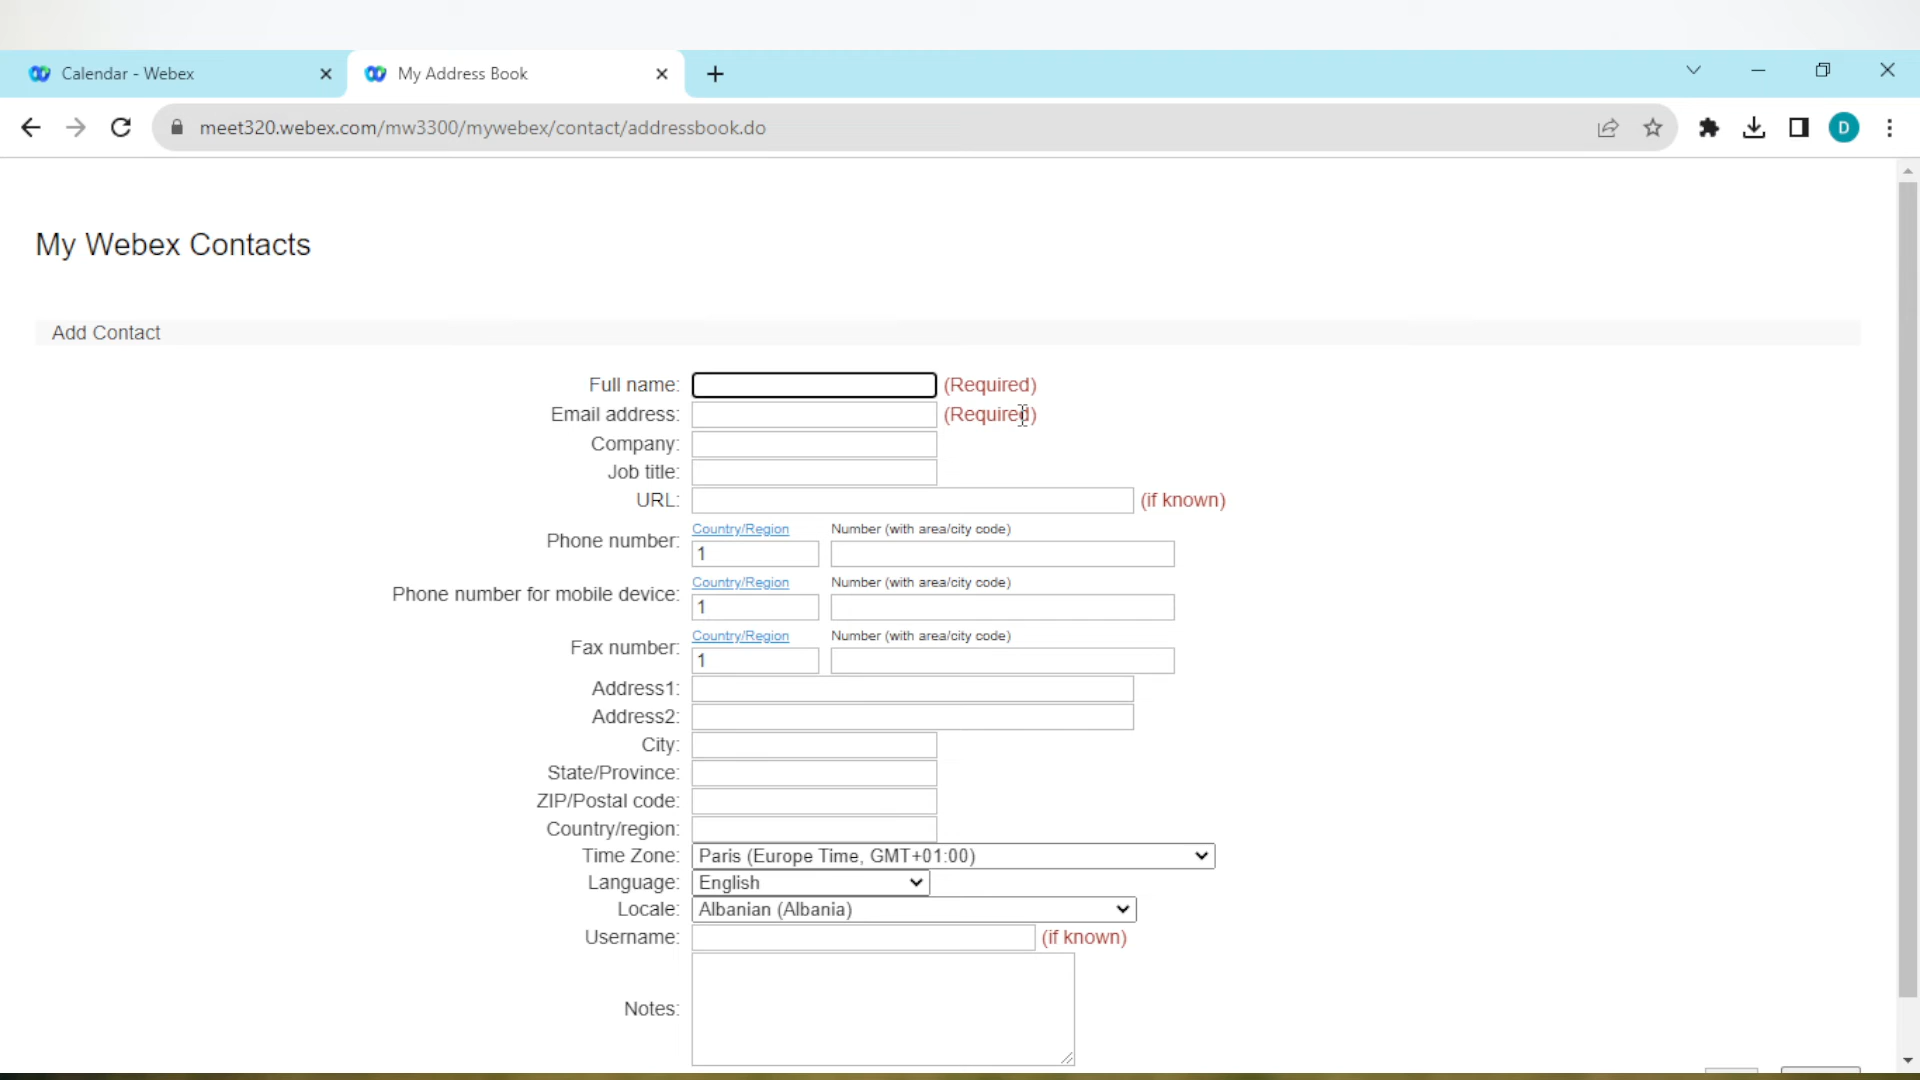 Calendar - Webex
My Address Book
meet320.webex.com/mw3300/mywebex/contact/addressbook.do
D
My Webex Contacts
Add Contact
Full name: (Required)
Email address: (Required)
Company:
Job title:
URL: (if known)
Country/Region Number (with area/city code)
Phone number: 1
Country/Region Number (with area/city code)
Phone number for mobile device: 1
Country/Region Number (with area/city code)
Fax number: 1
Address1:
Address2:
City:
State/Province:
ZIP/Postal code:
Country/region:
Time Zone: Paris (Europe Time, GMT+01:00)
Language: English
Locale: Albanian (Albania)
Username: (if known)
Notes: